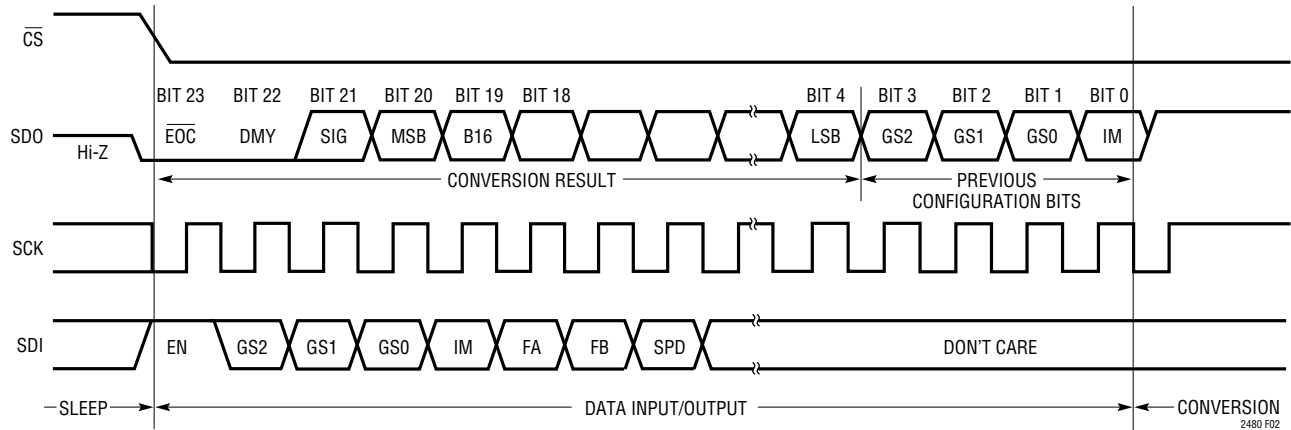 CS
BIT 23 BIT 22 BIT 21 BIT 20 BIT 19 BIT 18 BIT 4 BIT 3 BIT 2 BIT 1 BIT 0
SDO
Hi-Z
EOC DMY SIG MSB B16 LSB GS2 GS1 GS0 IM
CONVERSION RESULT
PREVIOUS
CONFIGURATION BITS
SCK
SDI
EN GS2 GS1 GS0 IM FA FB SPD DON'T CARE
SLEEP DATA INPUT/OUTPUT CONVERSION
2480 F02